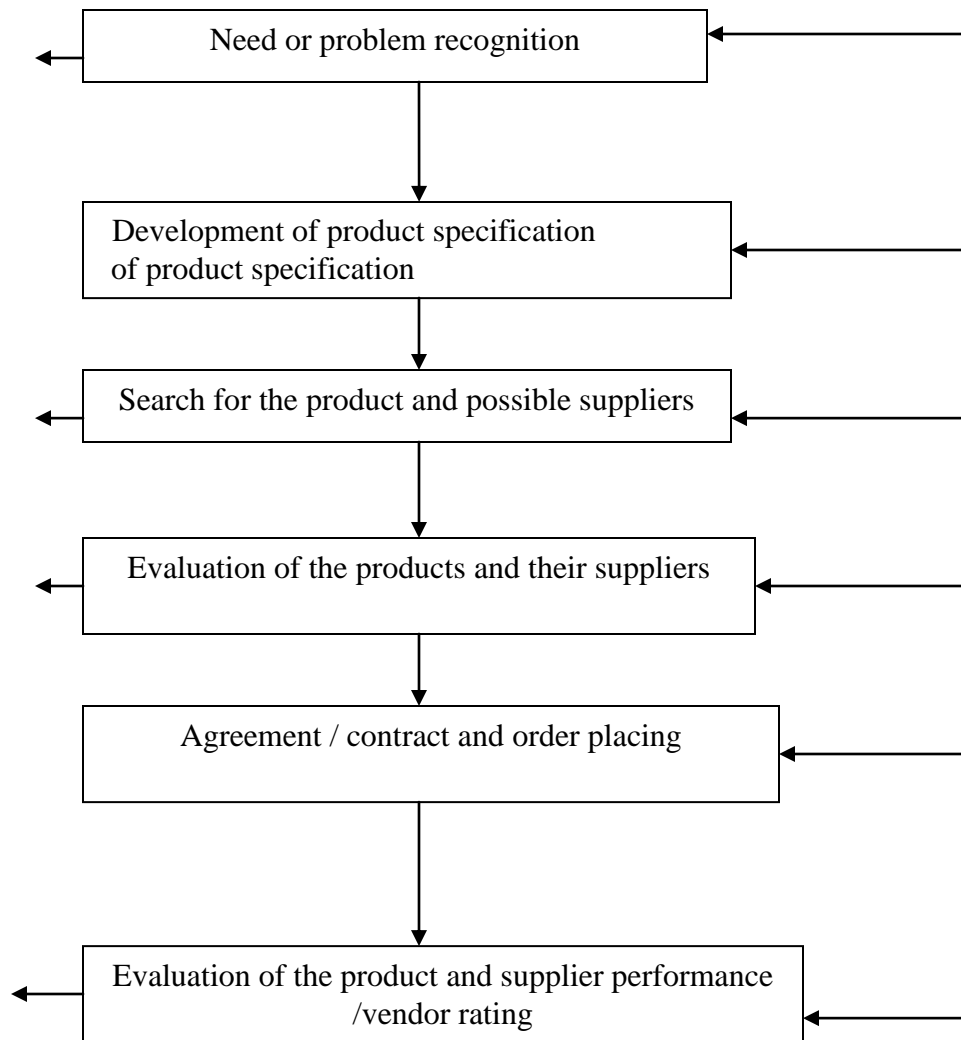 Need or problem recognition
Development of product specification
of product specification
Search for the product and possible suppliers
Evaluation of the products and their suppliers
Agreement / contract and order placing
Evaluation of the product and supplier performance
/vendor rating